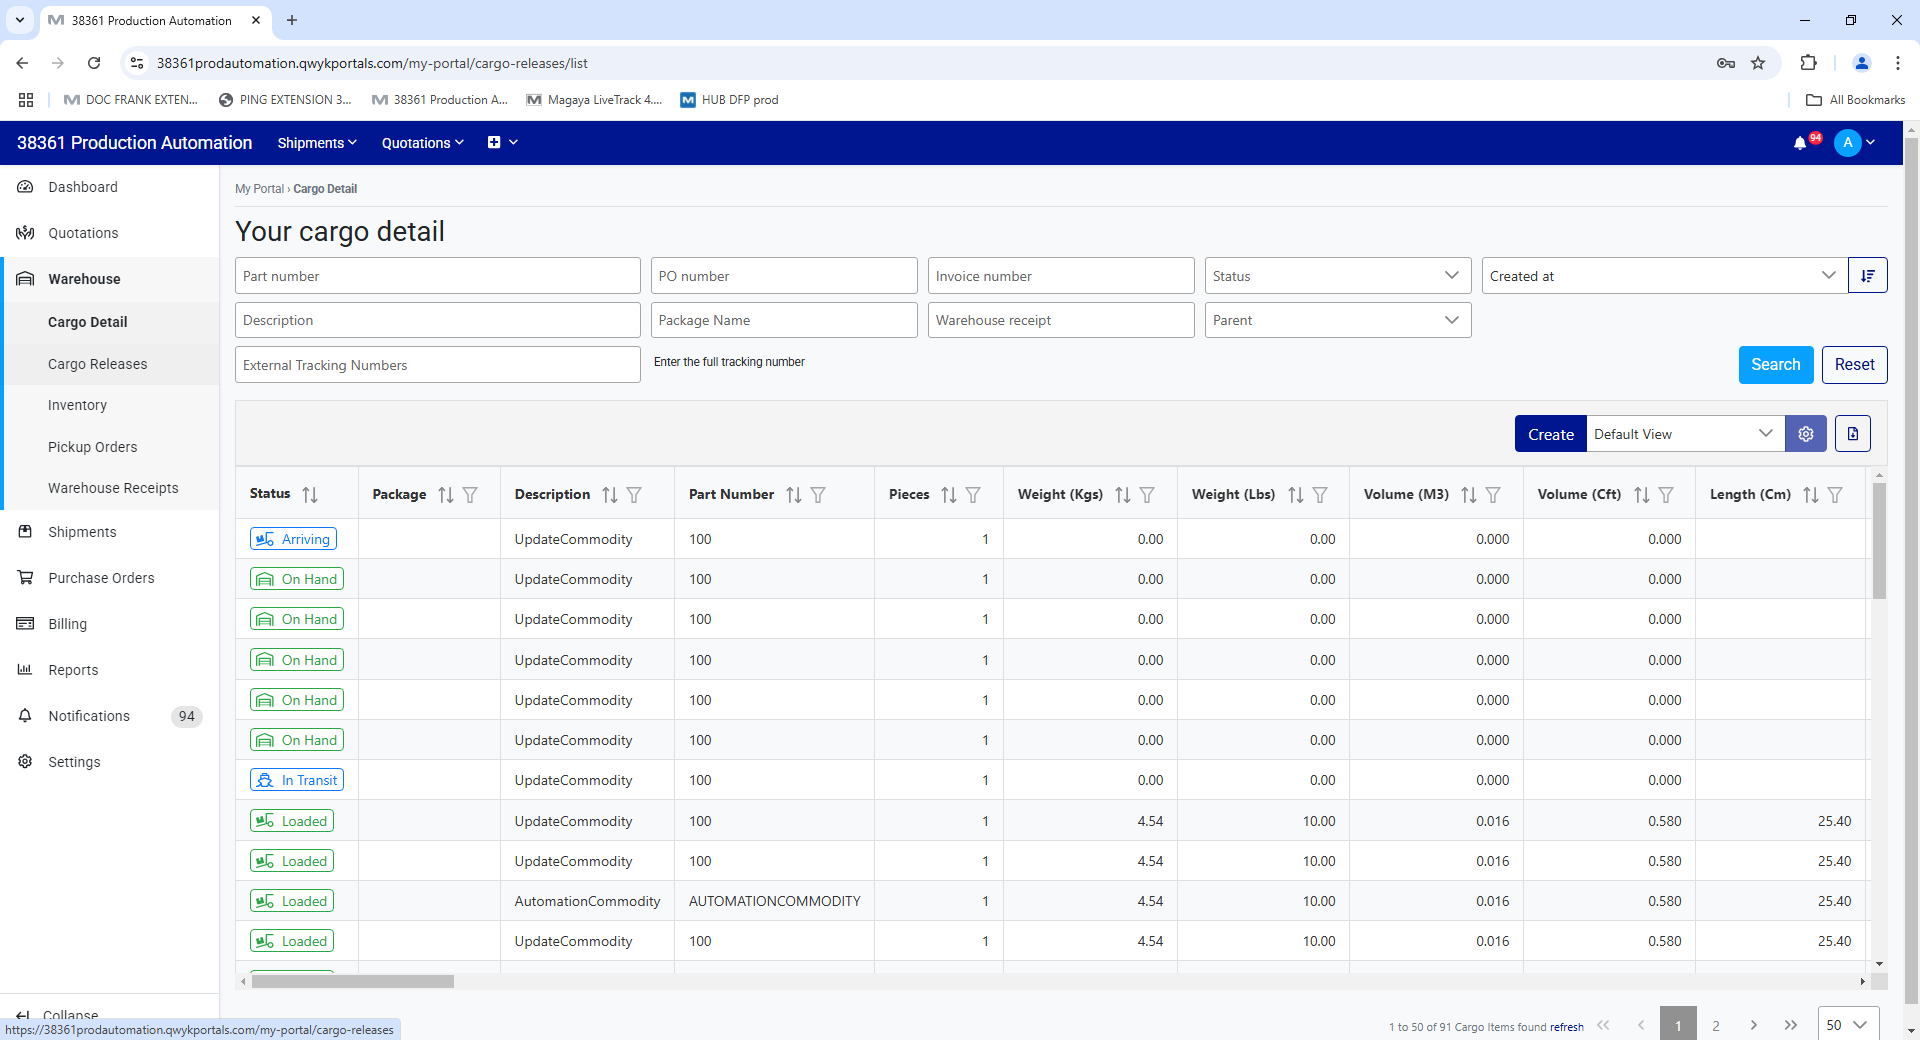 38361 Production Automation
38361prodautomation.qwykportals.com/my-portal/cargo-releases/list
DOC FRANK EXTEN... PING EXTENSION 3... 38361 Production A... Magaya LiveTrack 4.... HUB DFP prod All Bookmarks
38361 Production Automation Shipments Quotations 94 A
Dashboard
Quotations
Warehouse
Cargo Detail
Cargo Releases
Inventory
Pickup Orders
Warehouse Receipts
Shipments
Purchase Orders
Billing
Reports
Notifications 94
Settings
Collapse
https://38361prodautomation.qwykportals.com/my-portal/cargo-releases
My Portal › Cargo Detail
Your cargo detail
Part number PO number Invoice number Status Created at
Description Package Name Warehouse receipt Parent
External Tracking Numbers Enter the full tracking number Search Reset
Create Default View
Status Package Description Part Number Pieces Weight (Kgs) Weight (Lbs) Volume (M3) Volume (Cft) Length (Cm)
Arriving UpdateCommodity 100 1 0.00 0.00 0.000 0.000
On Hand UpdateCommodity 100 1 0.00 0.00 0.000 0.000
On Hand UpdateCommodity 100 1 0.00 0.00 0.000 0.000
On Hand UpdateCommodity 100 1 0.00 0.00 0.000 0.000
On Hand UpdateCommodity 100 1 0.00 0.00 0.000 0.000
On Hand UpdateCommodity 100 1 0.00 0.00 0.000 0.000
In Transit UpdateCommodity 100 1 0.00 0.00 0.000 0.000
Loaded UpdateCommodity 100 1 4.54 10.00 0.016 0.580 25.40
Loaded UpdateCommodity 100 1 4.54 10.00 0.016 0.580 25.40
Loaded AutomationCommodity AUTOMATIONCOMMODITY 1 4.54 10.00 0.016 0.580 25.40
Loaded UpdateCommodity 100 1 4.54 10.00 0.016 0.580 25.40
1 to 50 of 91 Cargo Items found refresh 1 2 50